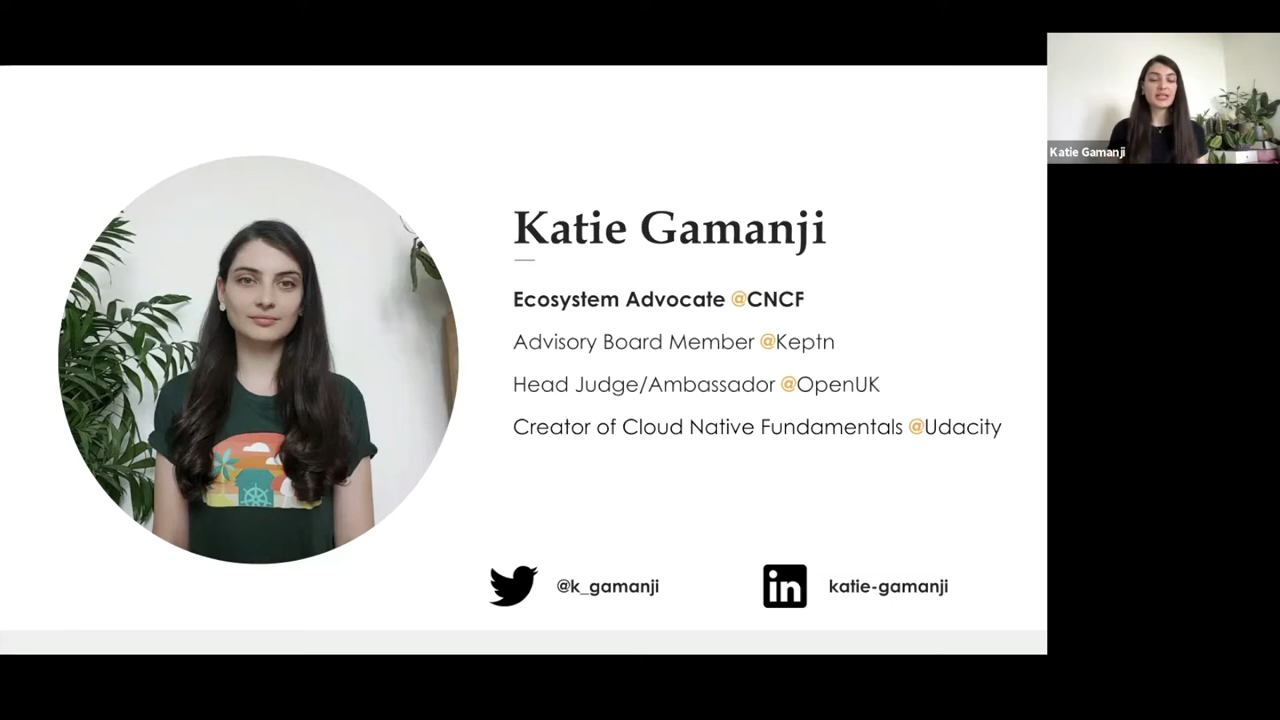 Katie Gamanji
Ecosystem Advocate @CNCF
Advisory Board Member @Keptn
Head Judge/Ambassador @OpenUK
Creator of Cloud Native Fundamentals @Udacity
@k_gamanji
in katie-gamanji
Katie Gamanji